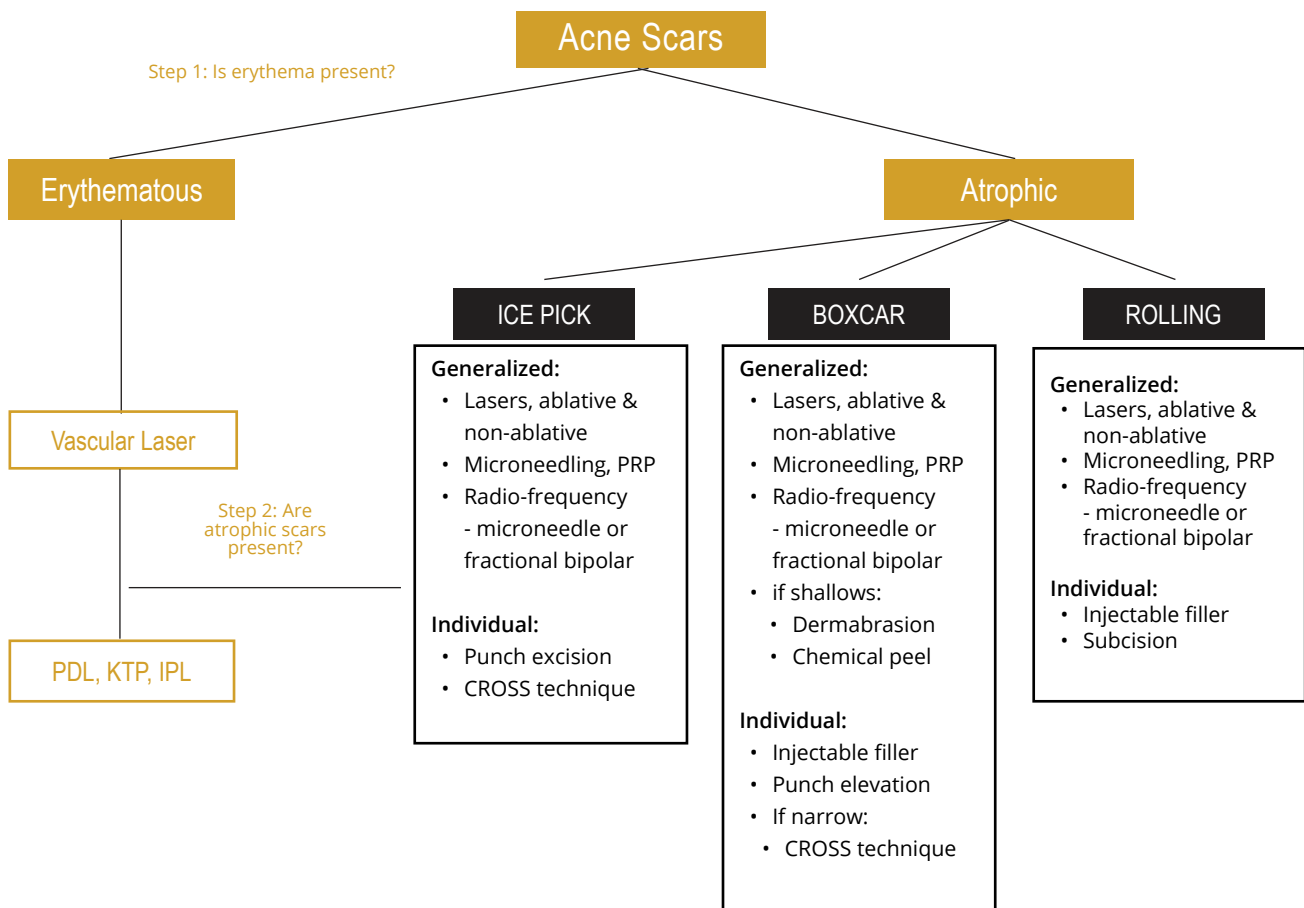 Acne Scars
Step 1: Is erythema present?
Erythematous
Atrophic
Vascular Laser
Step 2: Are
atrophic scars
present?
PDL, KTP, IPL
ICE PICK
Generalized:
• Lasers, ablative &
non-ablative
• Microneedling, PRP
• Radio-frequency
- microneedle or
fractional bipolar
Individual:
• Punch excision
• CROSS technique
BOXCAR
Generalized:
• Lasers, ablative &
non-ablative
• Microneedling, PRP
• Radio-frequency
- microneedle or
fractional bipolar
• if shallows:
• Dermabrasion
• Chemical peel
Individual:
• Injectable filler
• Punch elevation
• If narrow:
• CROSS technique
ROLLING
Generalized:
• Lasers, ablative &
non-ablative
• Microneedling, PRP
• Radio-frequency
- microneedle or
fractional bipolar
Individual:
• Injectable filler
• Subcision